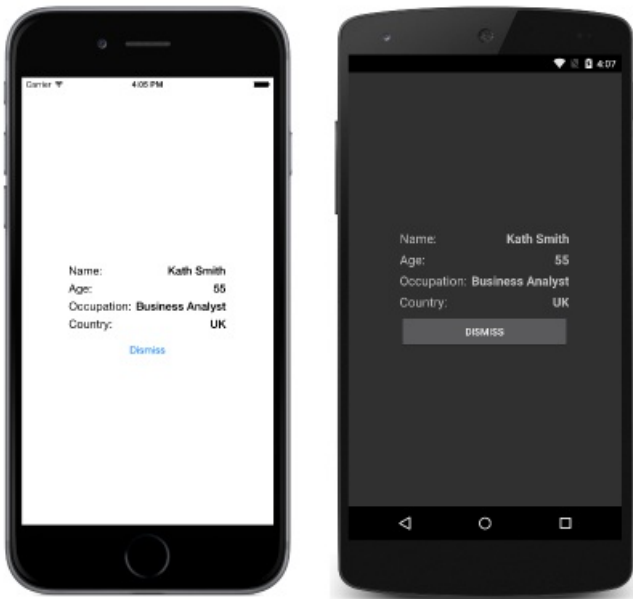 Carrier 4:05 PM
Name: Kath Smith
Age: 55
Occupation: Business Analyst
Country: UK
Dismiss
4:07
Name: Kath Smith
Age: 55
Occupation: Business Analyst
Country: UK
DISMISS